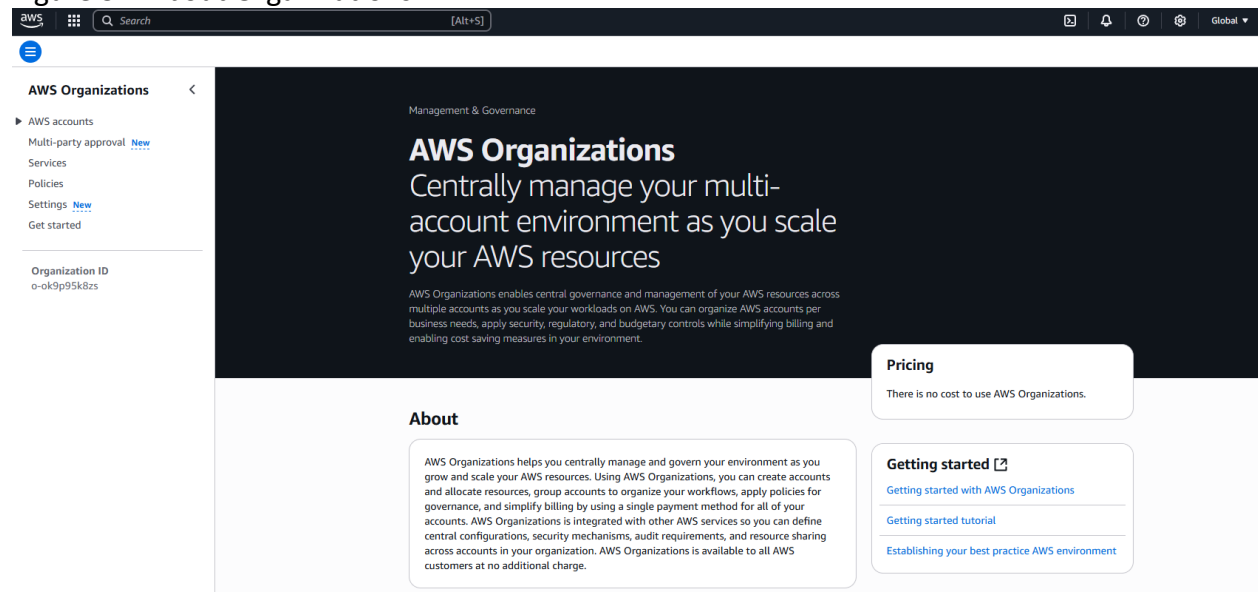 aws
Search
[Alt+S]
Global
AWS Organizations
AWS accounts
Multi-party approval New
Services
Policies
Settings New
Get started
Organization ID
o-ok9p95k8zs
Management & Governance
AWS Organizations
Centrally manage your multi-
account environment as you scale
your AWS resources
AWS Organizations enables central governance and management of your AWS resources across
multiple accounts as you scale your workloads on AWS. You can organize AWS accounts per
business needs, apply security, regulatory, and budgetary controls while simplifying billing and
enabling cost saving measures in your environment.
Pricing
There is no cost to use AWS Organizations.
About
AWS Organizations helps you centrally manage and govern your environment as you
grow and scale your AWS resources. Using AWS Organizations, you can create accounts
and allocate resources, group accounts to organize your workflows, apply policies for
governance, and simplify billing by using a single payment method for all of your
accounts. AWS Organizations is integrated with other AWS services so you can define
central configurations, security mechanisms, audit requirements, and resource sharing
across accounts in your organization. AWS Organizations is available to all AWS
customers at no additional charge.
Getting started
Getting started with AWS Organizations
Getting started tutorial
Establishing your best practice AWS environment